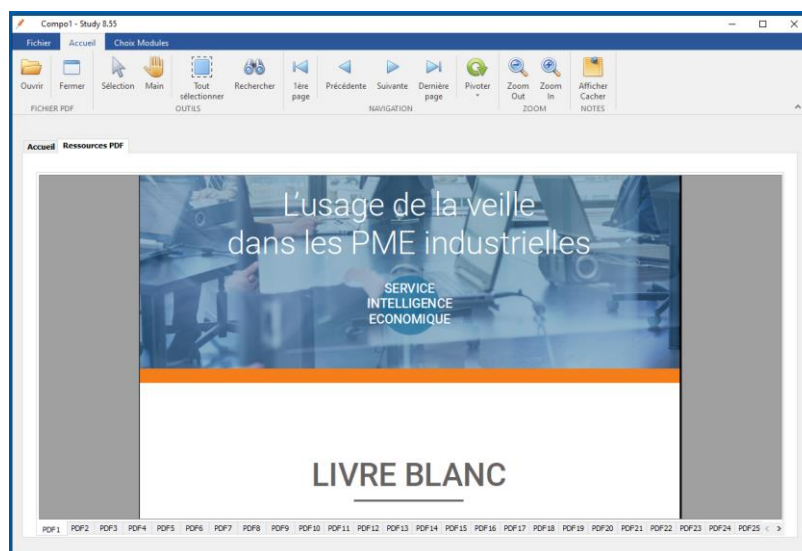 Compo1 - Study 8.55
Fichier Accueil Choix Modules
Ouvrir Fermer Sélection Main Tout sélectionner Rechercher 1ère page Précédente Suivante Dernière page Pivoter Zoom Out Zoom In Afficher Cacher
FICHIER PDF OUTILS NAVIGATION ZOOM NOTES
Accueil Ressources PDF
L'usage de la veille
dans les PME industrielles
SERVICE
INTELLIGENCE
ECONOMIQUE
LIVRE BLANC
PDF1 PDF2 PDF3 PDF4 PDF5 PDF6 PDF7 PDF8 PDF9 PDF10 PDF11 PDF12 PDF13 PDF14 PDF15 PDF16 PDF17 PDF18 PDF19 PDF20 PDF21 PDF22 PDF23 PDF24 PDF25